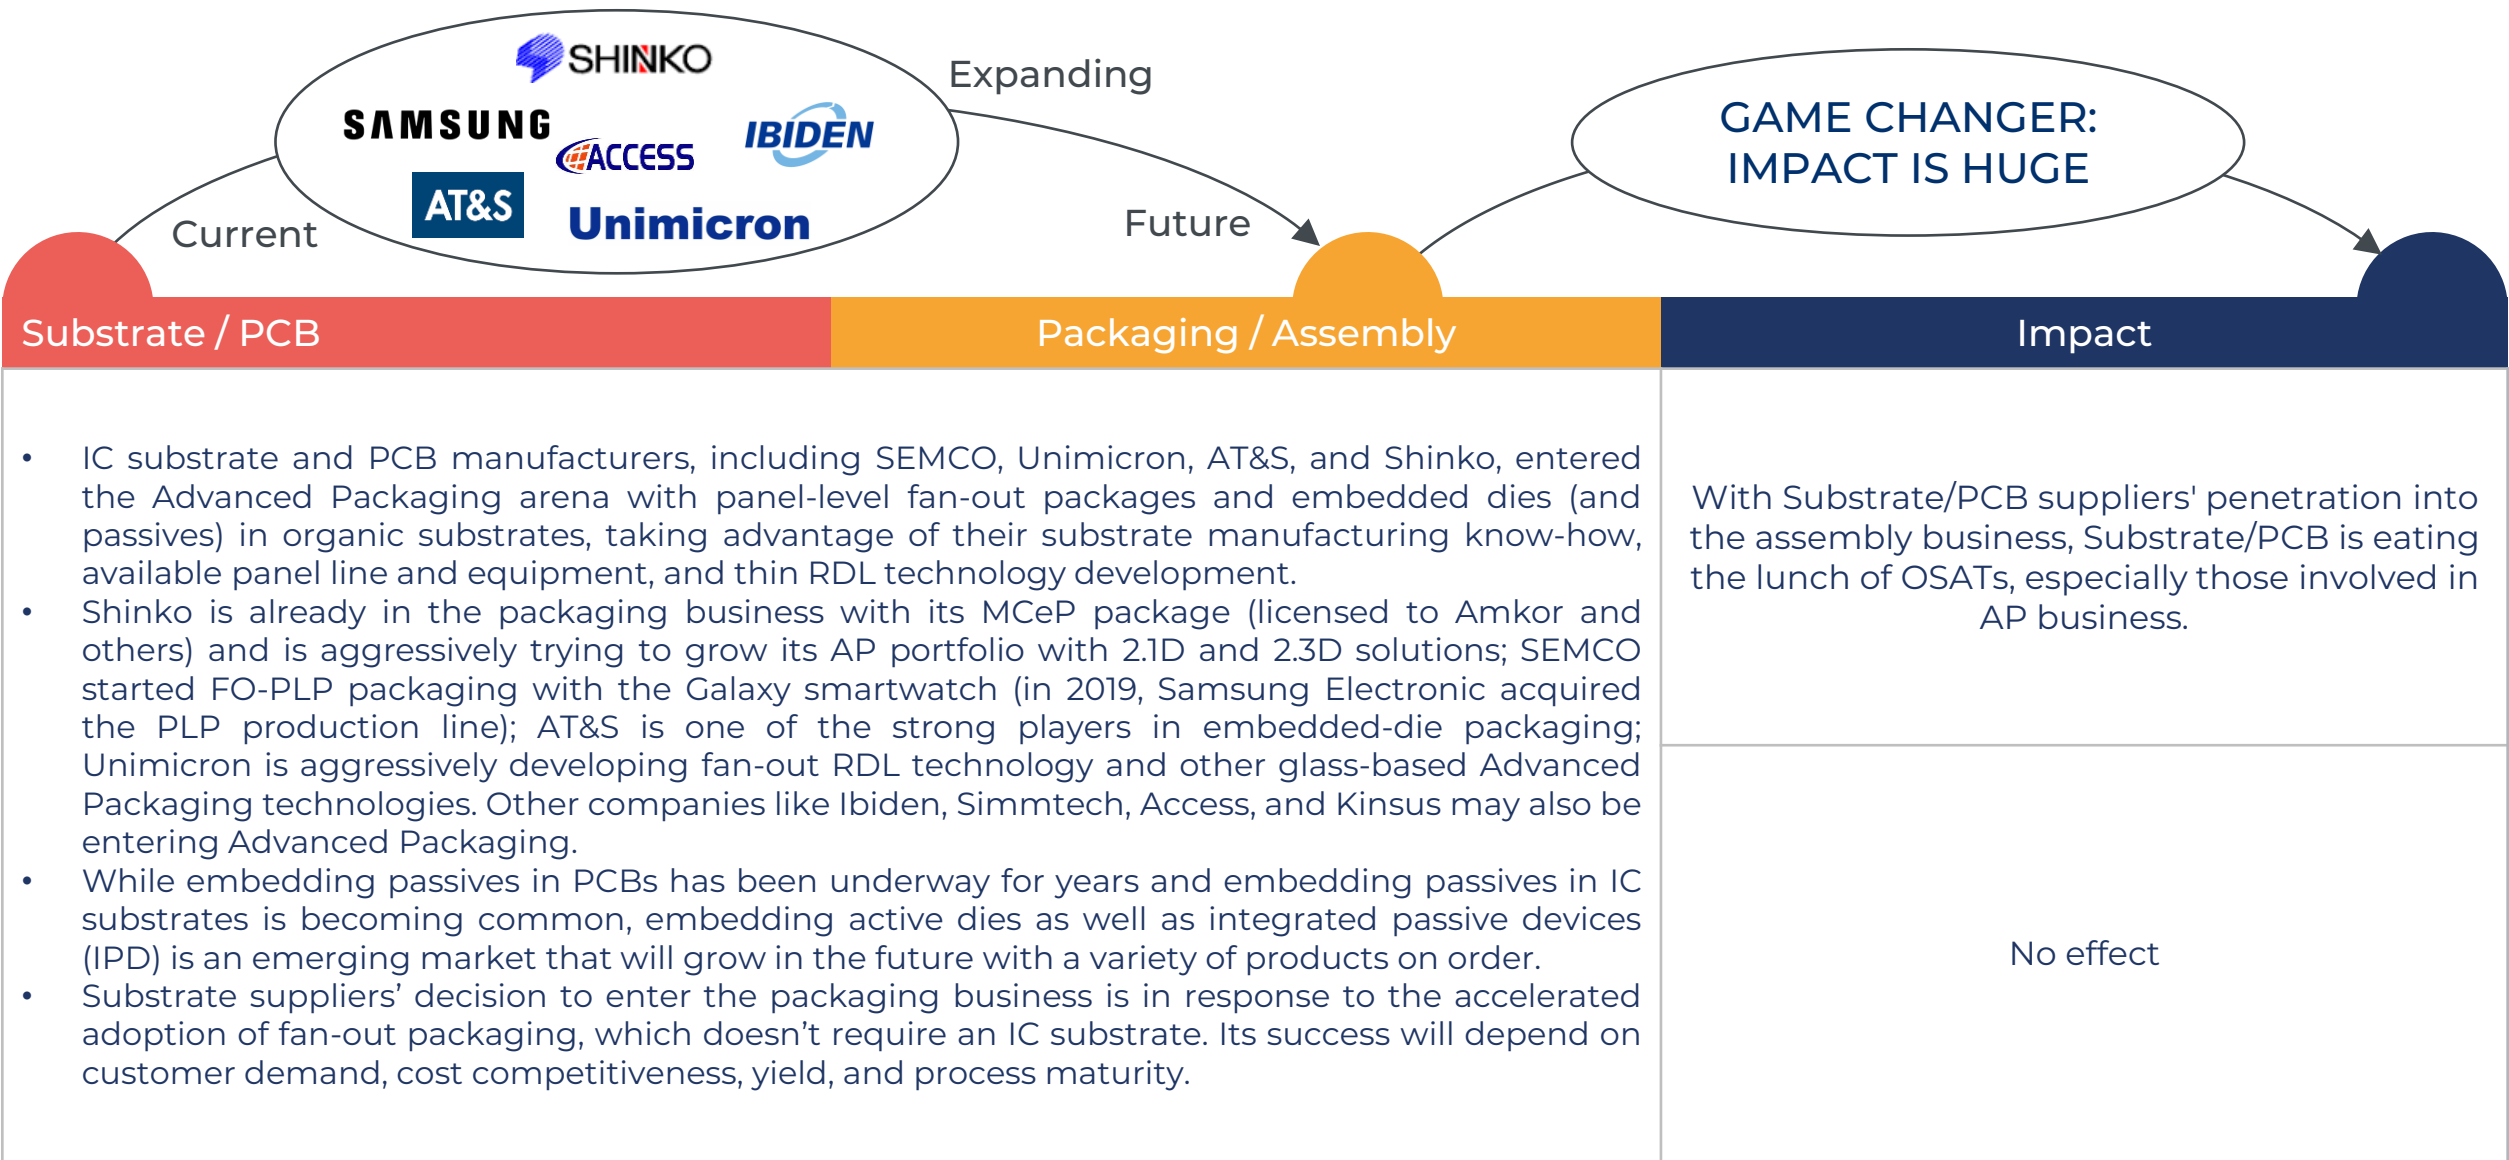 SHINKO
SAMSUNG
ACCESS
IBIDEN
AT&S
Unimicron
Current
Expanding
Future
GAME CHANGER:
IMPACT IS HUGE
Substrate / PCB
Packaging / Assembly
Impact
• IC substrate and PCB manufacturers, including SEMCO, Unimicron, AT&S, and Shinko, entered
the Advanced Packaging arena with panel-level fan-out packages and embedded dies (and
passives) in organic substrates, taking advantage of their substrate manufacturing know-how,
available panel line and equipment, and thin RDL technology development.
• Shinko is already in the packaging business with its MCeP package (licensed to Amkor and
others) and is aggressively trying to grow its AP portfolio with 2.1D and 2.3D solutions; SEMCO
started FO-PLP packaging with the Galaxy smartwatch (in 2019, Samsung Electronic acquired
the PLP production line); AT&S is one of the strong players in embedded-die packaging;
Unimicron is aggressively developing fan-out RDL technology and other glass-based Advanced
Packaging technologies. Other companies like Ibiden, Simmtech, Access, and Kinsus may also be
entering Advanced Packaging.
• While embedding passives in PCBs has been underway for years and embedding passives in IC
substrates is becoming common, embedding active dies as well as integrated passive devices
(IPD) is an emerging market that will grow in the future with a variety of products on order.
• Substrate suppliers’ decision to enter the packaging business is in response to the accelerated
adoption of fan-out packaging, which doesn’t require an IC substrate. Its success will depend on
customer demand, cost competitiveness, yield, and process maturity.
With Substrate/PCB suppliers' penetration into
the assembly business, Substrate/PCB is eating
the lunch of OSATs, especially those involved in
AP business.
No effect